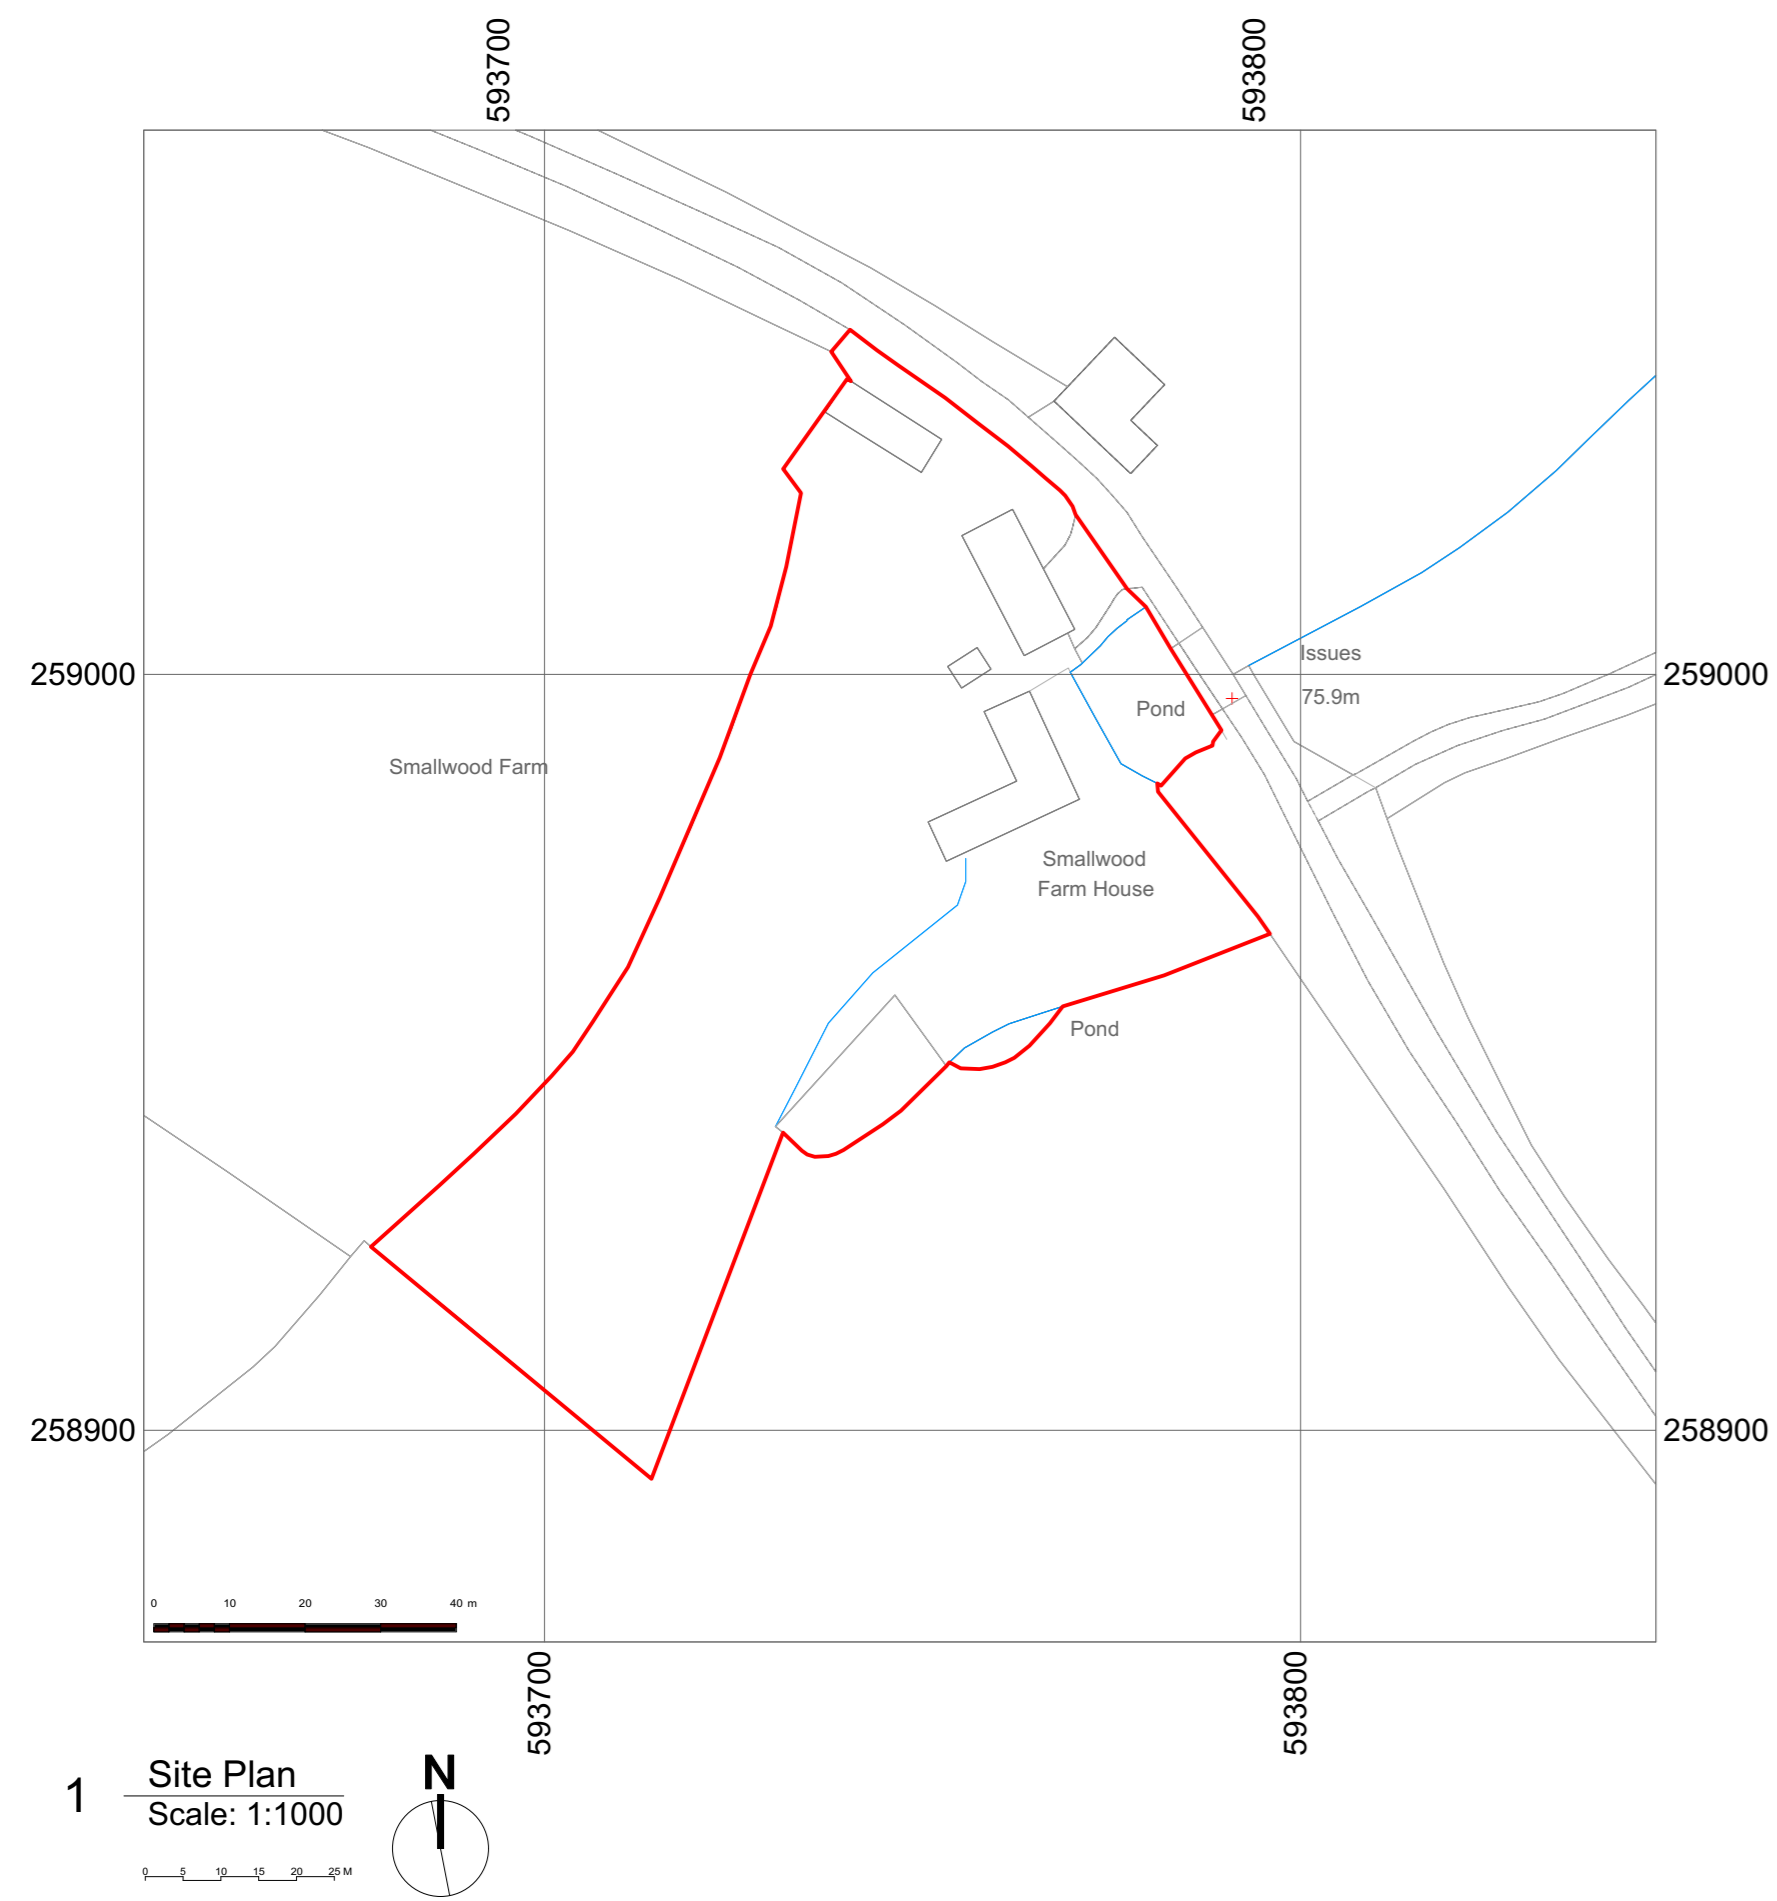 593700
593800
259000
259000
Issues
75.9m
Pond
Smallwood Farm
Smallwood
Farm House
Pond
258900
258900
0 10 20 30 40 m
593700
593800
1
Site Plan
Scale: 1:1000
N
0 5 10 15 20 25 M